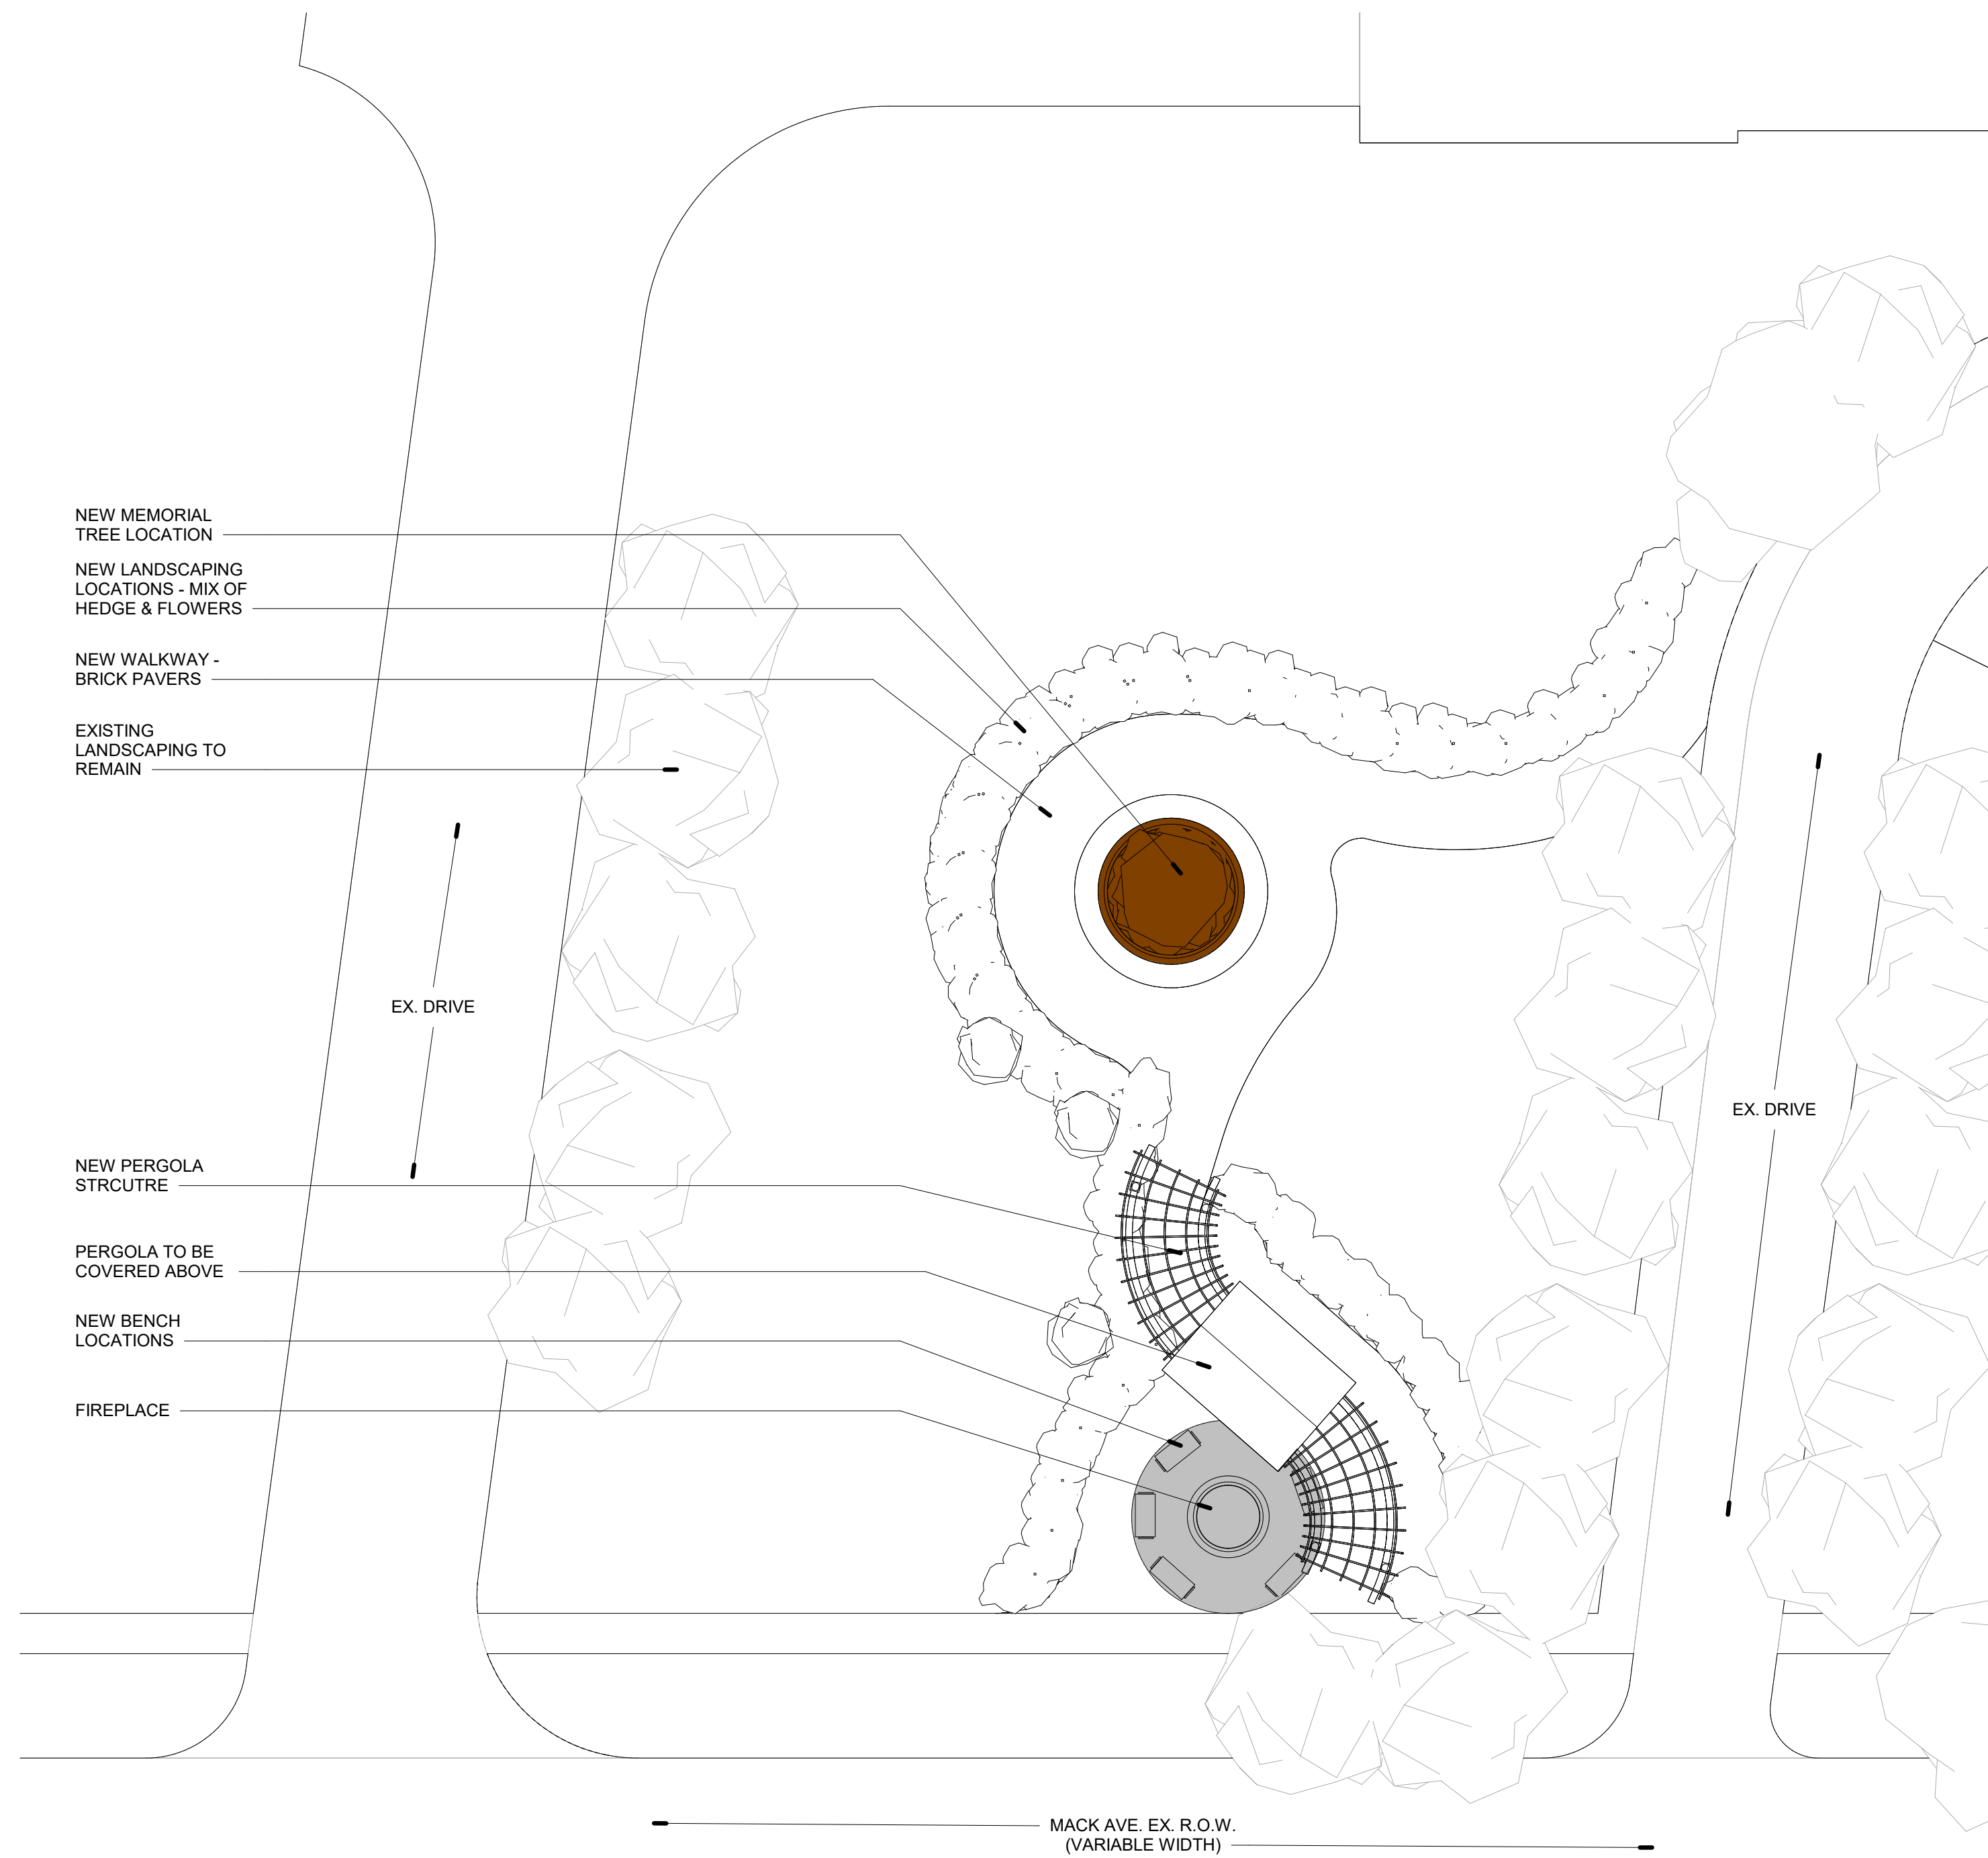 NEW MEMORIAL
TREE LOCATION
NEW LANDSCAPING
LOCATIONS - MIX OF
HEDGE & FLOWERS
NEW WALKWAY -
BRICK PAVERS
EXISTING
LANDSCAPING TO
REMAIN
EX. DRIVE
EX. DRIVE
NEW PERGOLA
STRCUTRE
PERGOLA TO BE
COVERED ABOVE
NEW BENCH
LOCATIONS
FIREPLACE
MACK AVE. EX. R.O.W.
(VARIABLE WIDTH)